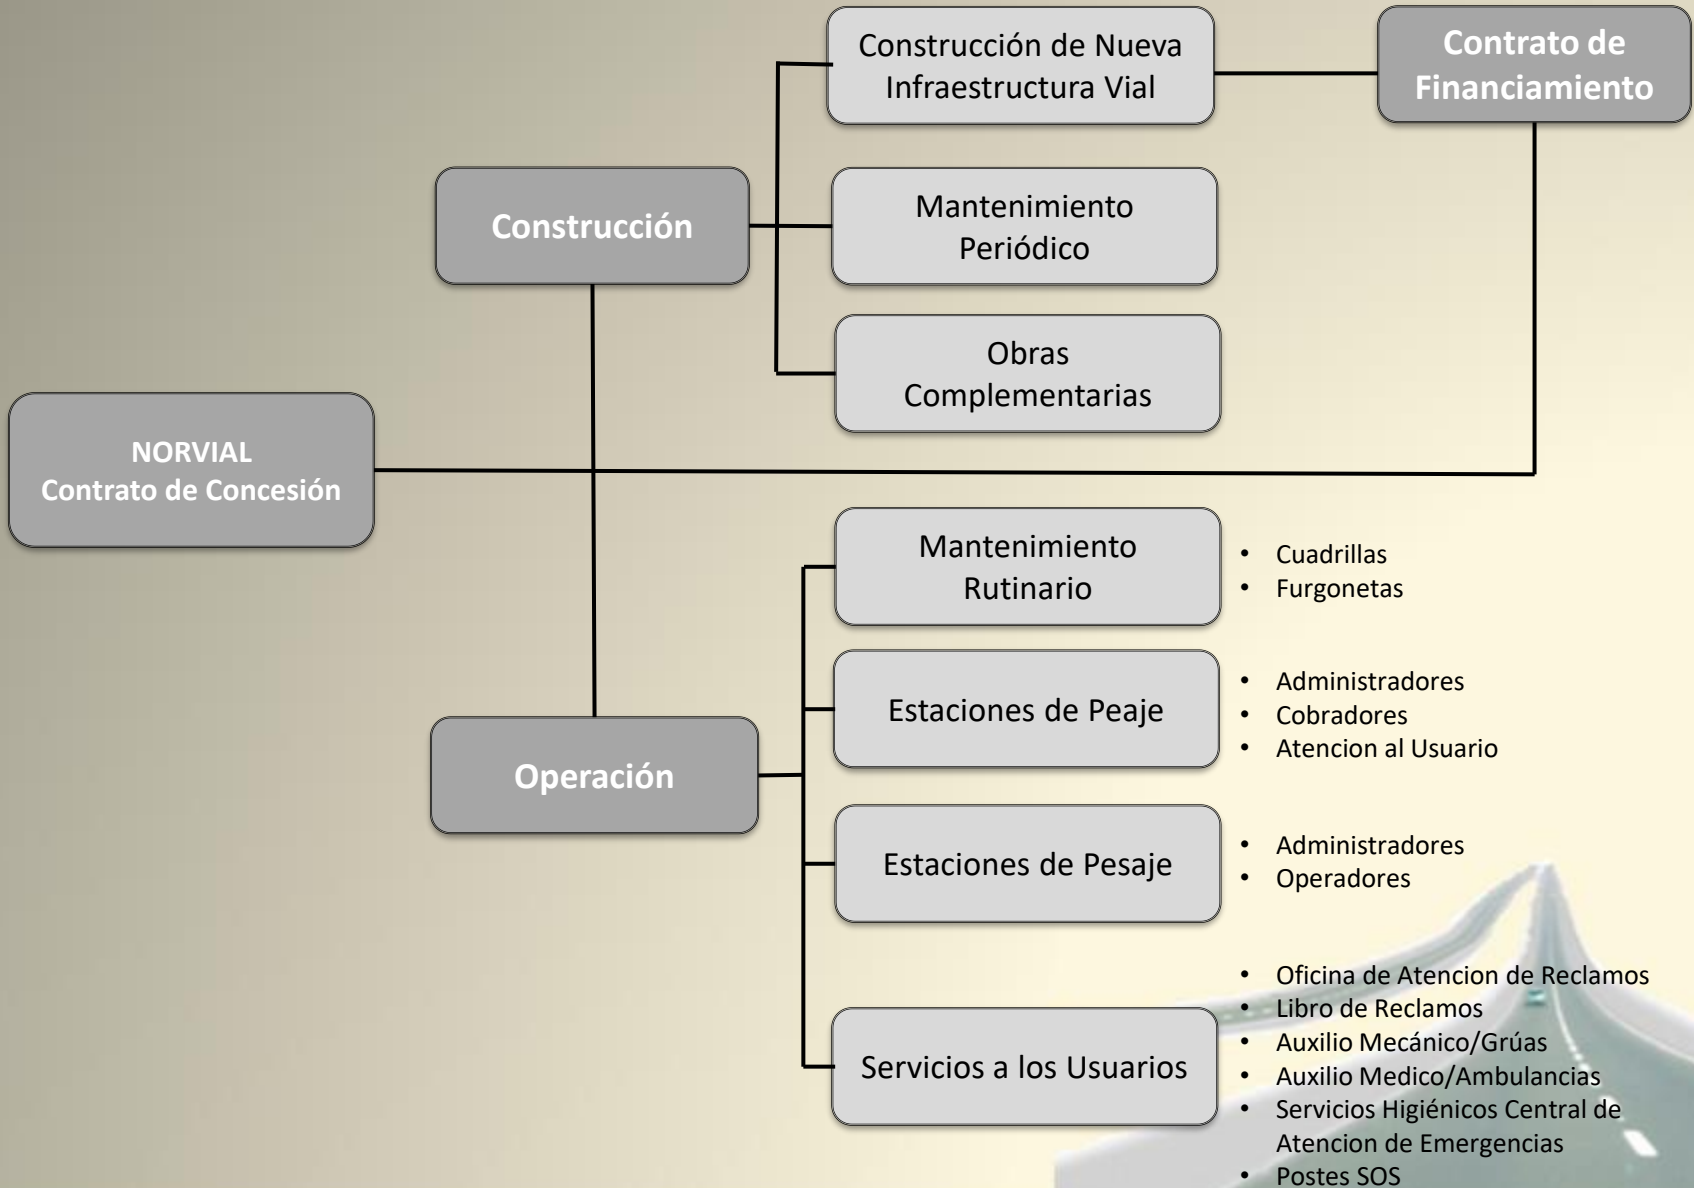 Construcción de Nueva
Infraestructura Vial
Contrato de
Financiamiento
Construcción
Mantenimiento
Periódico
Obras
Complementarias
NORVIAL
Contrato de Concesión
Mantenimiento
Rutinario
• Cuadrillas
• Furgonetas
Estaciones de Peaje
• Administradores
• Cobradores
• Atencion al Usuario
Operación
Estaciones de Pesaje
• Administradores
• Operadores
Servicios a los Usuarios
• Oficina de Atencion de Reclamos
• Libro de Reclamos
• Auxilio Mecánico/Grúas
• Auxilio Medico/Ambulancias
• Servicios Higiénicos Central de
Atencion de Emergencias
• Postes SOS